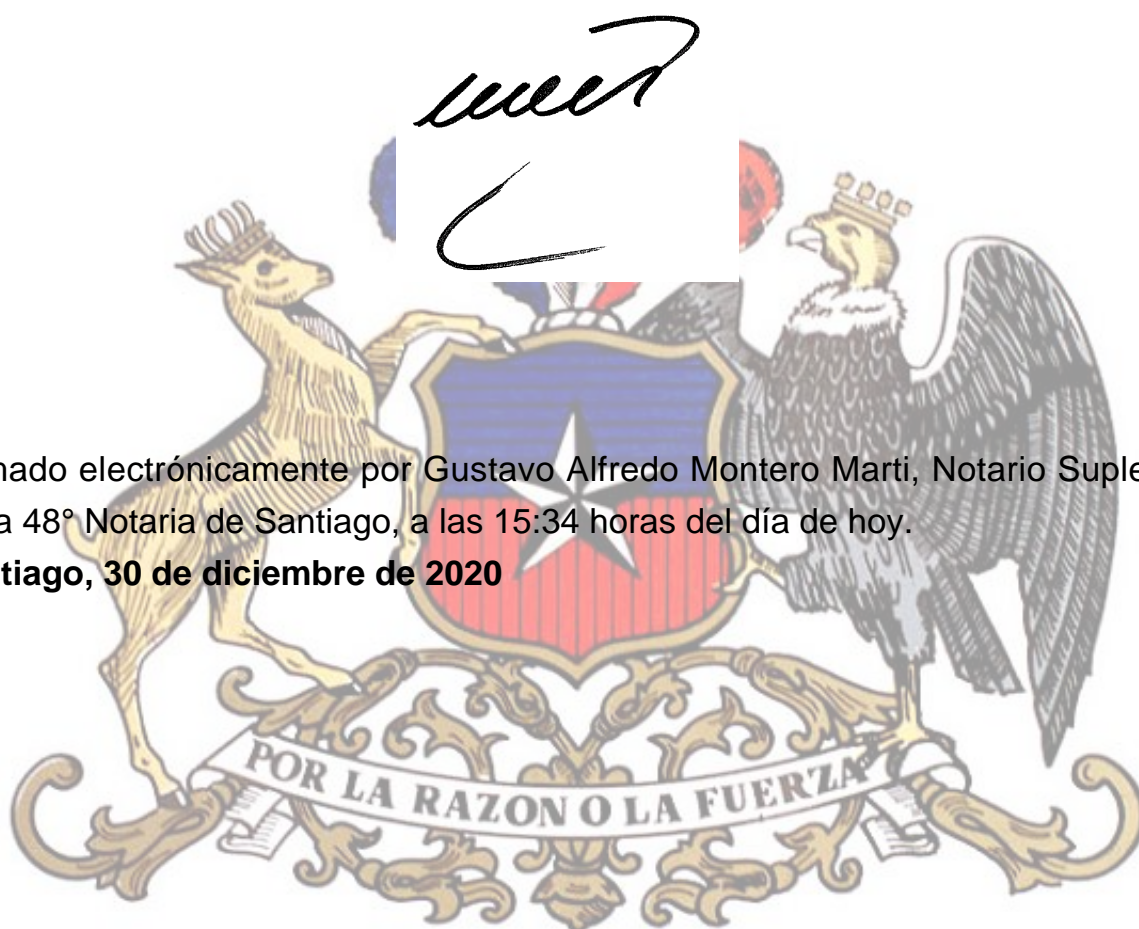 nado electrónicamente por Gustavo Alfredo Montero Marti, Notario Suple
a 48° Notaria de Santiago, a las 15:34 horas del día de hoy.
tiago, 30 de diciembre de 2020
POR LA RAZON O LA FUERZA